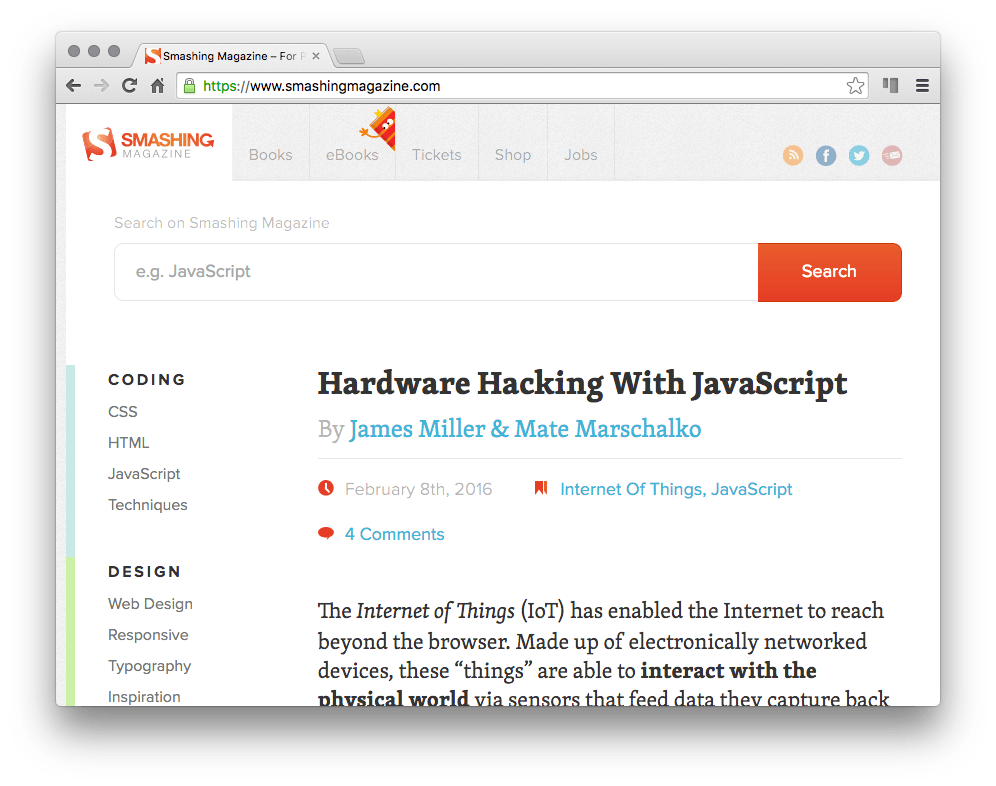 Smashing Magazine – For
https://www.smashingmagazine.com
SMASHING
MAGAZINE
Books
eBooks
Tickets
Shop
Jobs
Search on Smashing Magazine
e.g. JavaScript
Search
CODING
CSS
HTML
JavaScript
Techniques
DESIGN
Web Design
Responsive
Typography
Inspiration
Hardware Hacking With JavaScript
By James Miller & Mate Marschalko
February 8th, 2016
Internet Of Things, JavaScript
4 Comments
The Internet of Things (IoT) has enabled the Internet to reach
beyond the browser. Made up of electronically networked
devices, these “things” are able to interact with the
physical world via sensors that feed data they capture back